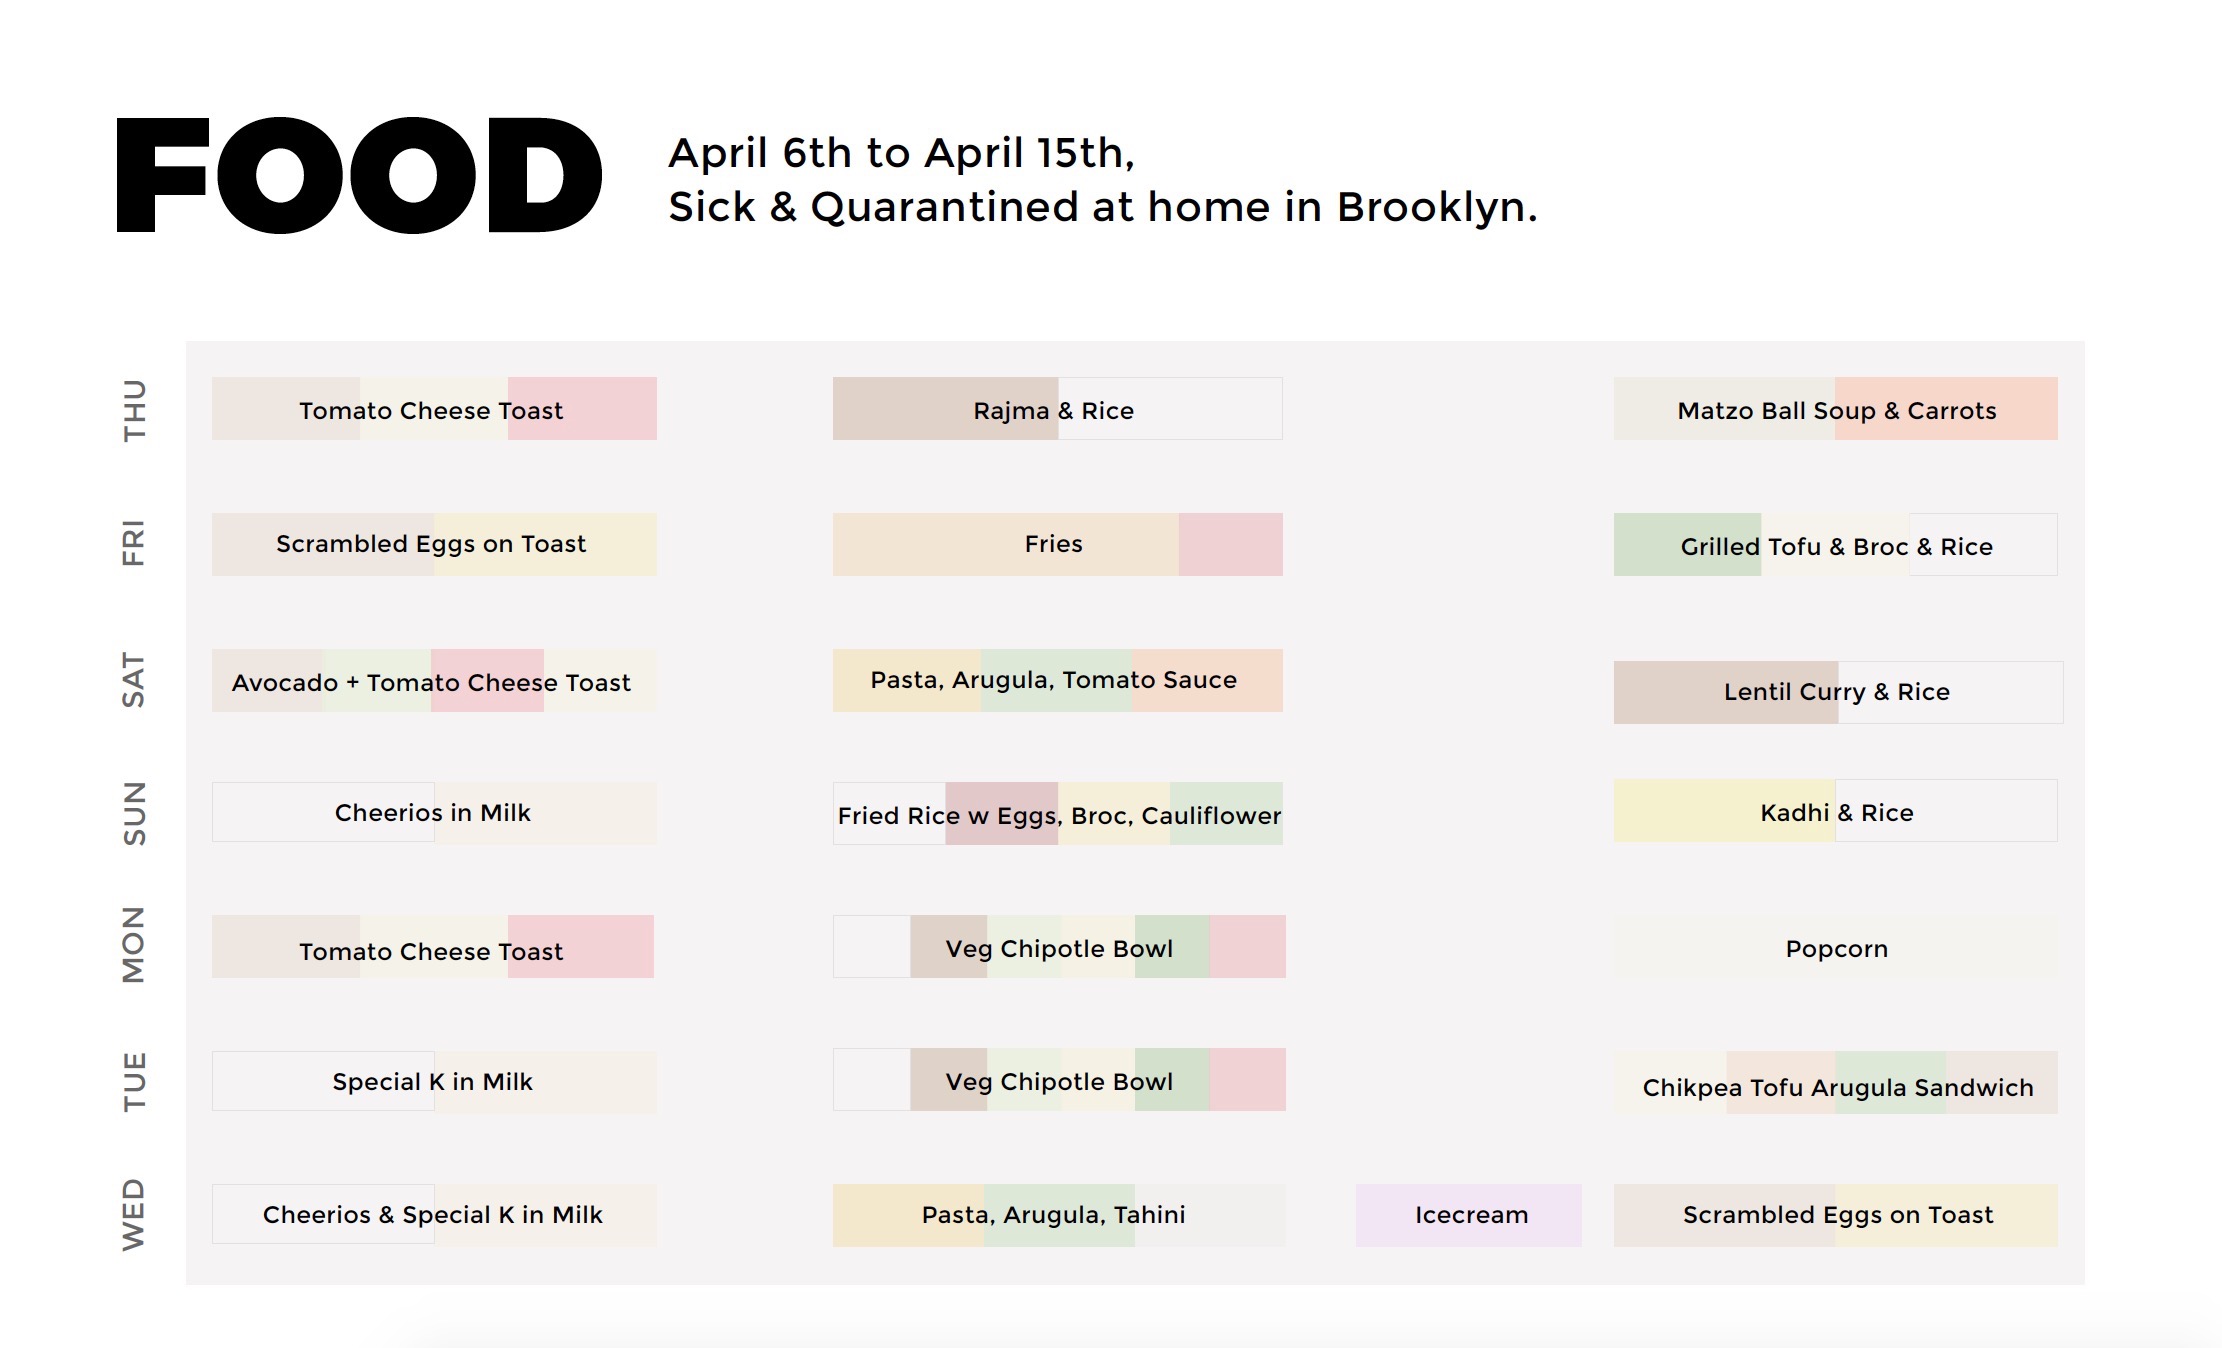 FOOD
April 6th to April 15th,
Sick & Quarantined at home in Brooklyn.
THU
Tomato Cheese Toast
Rajma & Rice
Matzo Ball Soup & Carrots
FRI
Scrambled Eggs on Toast
Fries
Grilled Tofu & Broc & Rice
SAT
Avocado + Tomato Cheese Toast
Pasta, Arugula, Tomato Sauce
Lentil Curry & Rice
SUN
Cheerios in Milk
Fried Rice w Eggs, Broc, Cauliflower
Kadhi & Rice
MON
Tomato Cheese Toast
Veg Chipotle Bowl
Popcorn
TUE
Special K in Milk
Veg Chipotle Bowl
Chikpea Tofu Arugula Sandwich
WED
Cheerios & Special K in Milk
Pasta, Arugula, Tahini
Icecream
Scrambled Eggs on Toast